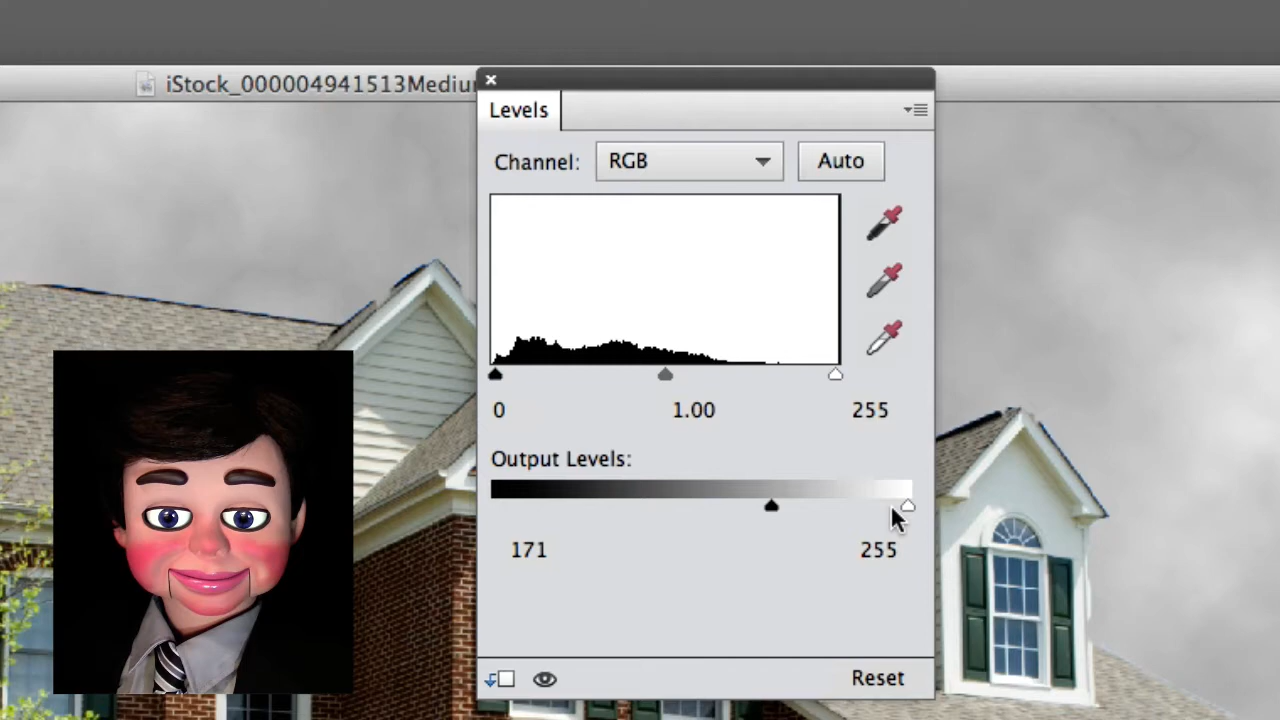 iStock_000004941513Mediu
Levels
Channel: RGB Auto
0 1.00 255
Output Levels:
171 255
Reset